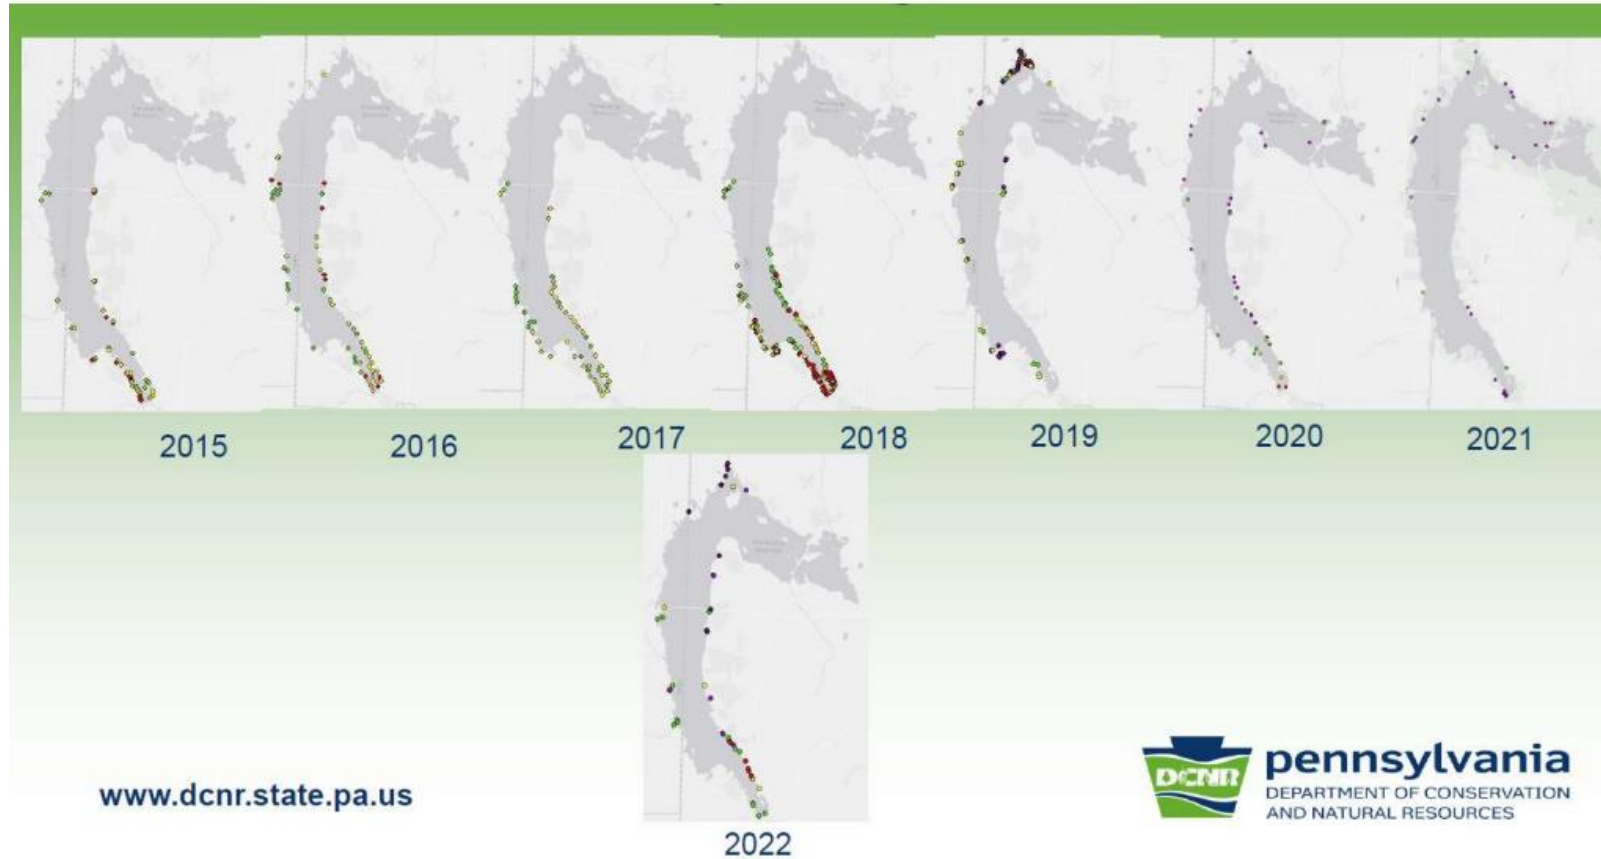 2015
2016
2017
2018
2019
2020
2021
2022
www.dcnr.state.pa.us
DCNR
pennsylvania
DEPARTMENT OF CONSERVATION
AND NATURAL RESOURCES